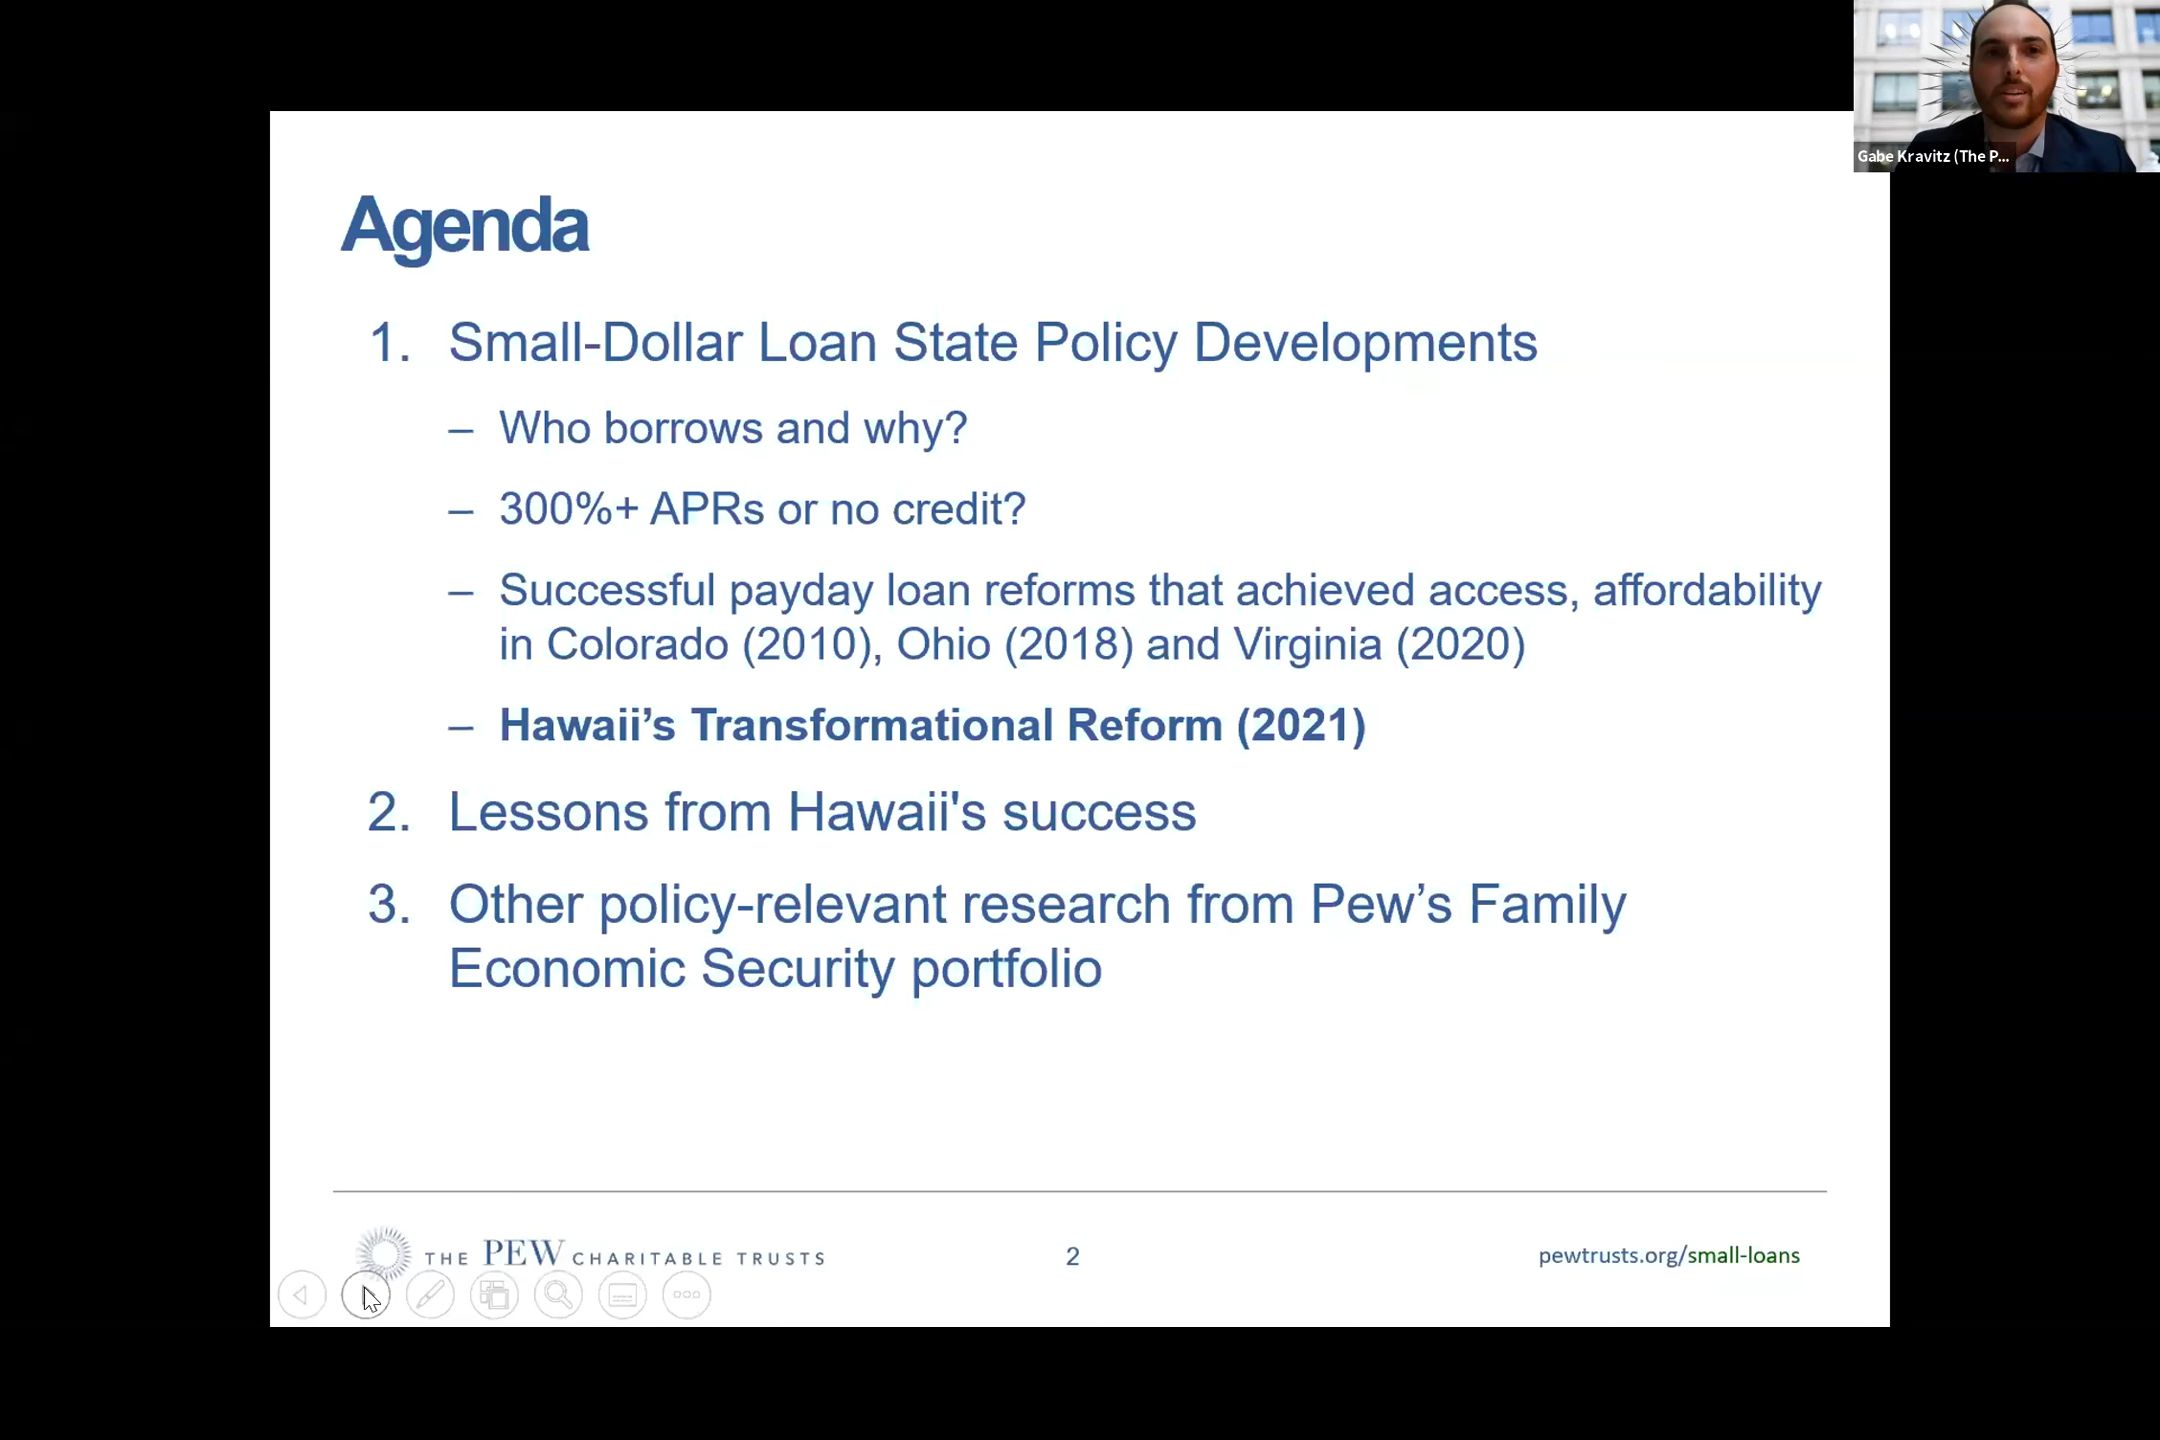 Gabe Kravitz (The P...
Agenda
1. Small-Dollar Loan State Policy Developments
– Who borrows and why?
– 300%+ APRs or no credit?
– Successful payday loan reforms that achieved access, affordability
in Colorado (2010), Ohio (2018) and Virginia (2020)
– Hawaii’s Transformational Reform (2021)
2. Lessons from Hawaii's success
3. Other policy-relevant research from Pew’s Family
Economic Security portfolio
THE PEW CHARITABLE TRUSTS
2
pewtrusts.org/small-loans